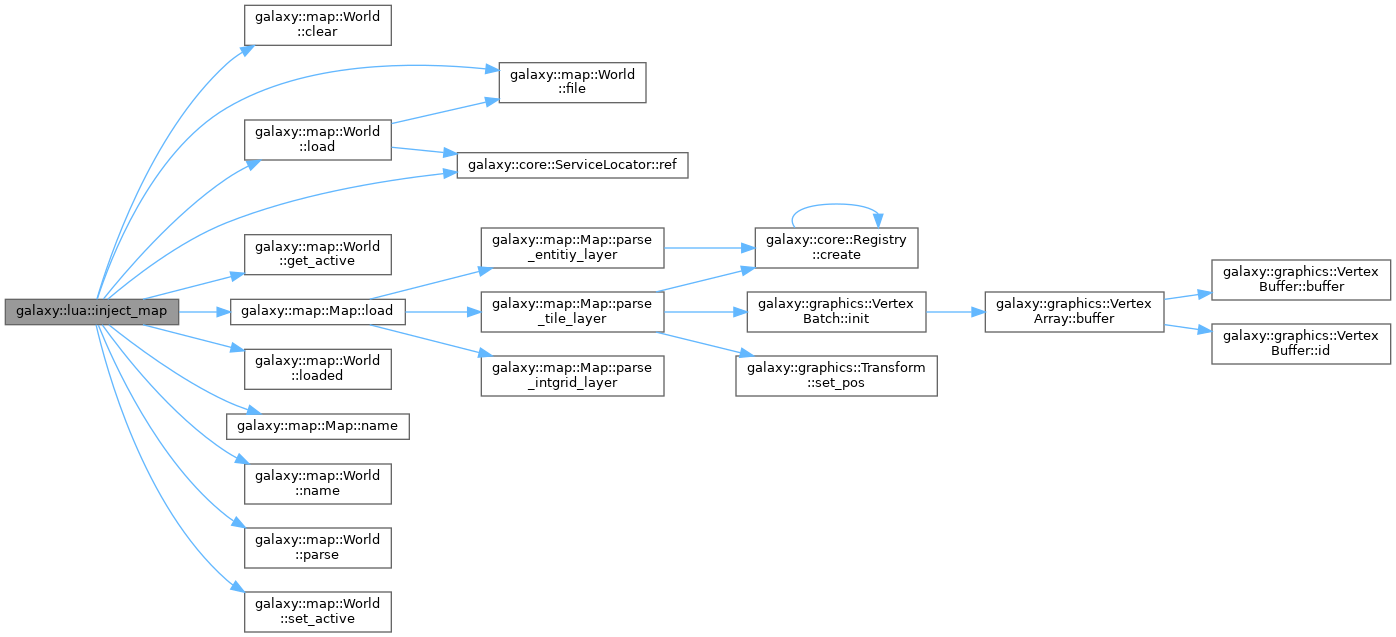 galaxy::lua::inject_map
galaxy::map::World
::clear
galaxy::map::World
::file
galaxy::map::World
::load
galaxy::core::ServiceLocator::ref
galaxy::map::World
::get_active
galaxy::map::Map::load
galaxy::map::Map::parse
_entitiy_layer
galaxy::core::Registry
::create
galaxy::map::Map::parse
_tile_layer
galaxy::graphics::Vertex
Batch::init
galaxy::graphics::Vertex
Array::buffer
galaxy::graphics::Vertex
Buffer::buffer
galaxy::graphics::Vertex
Buffer::id
galaxy::graphics::Transform
::set_pos
galaxy::map::Map::parse
_intgrid_layer
galaxy::map::World
::loaded
galaxy::map::Map::name
galaxy::map::World
::name
galaxy::map::World
::parse
galaxy::map::World
::set_active